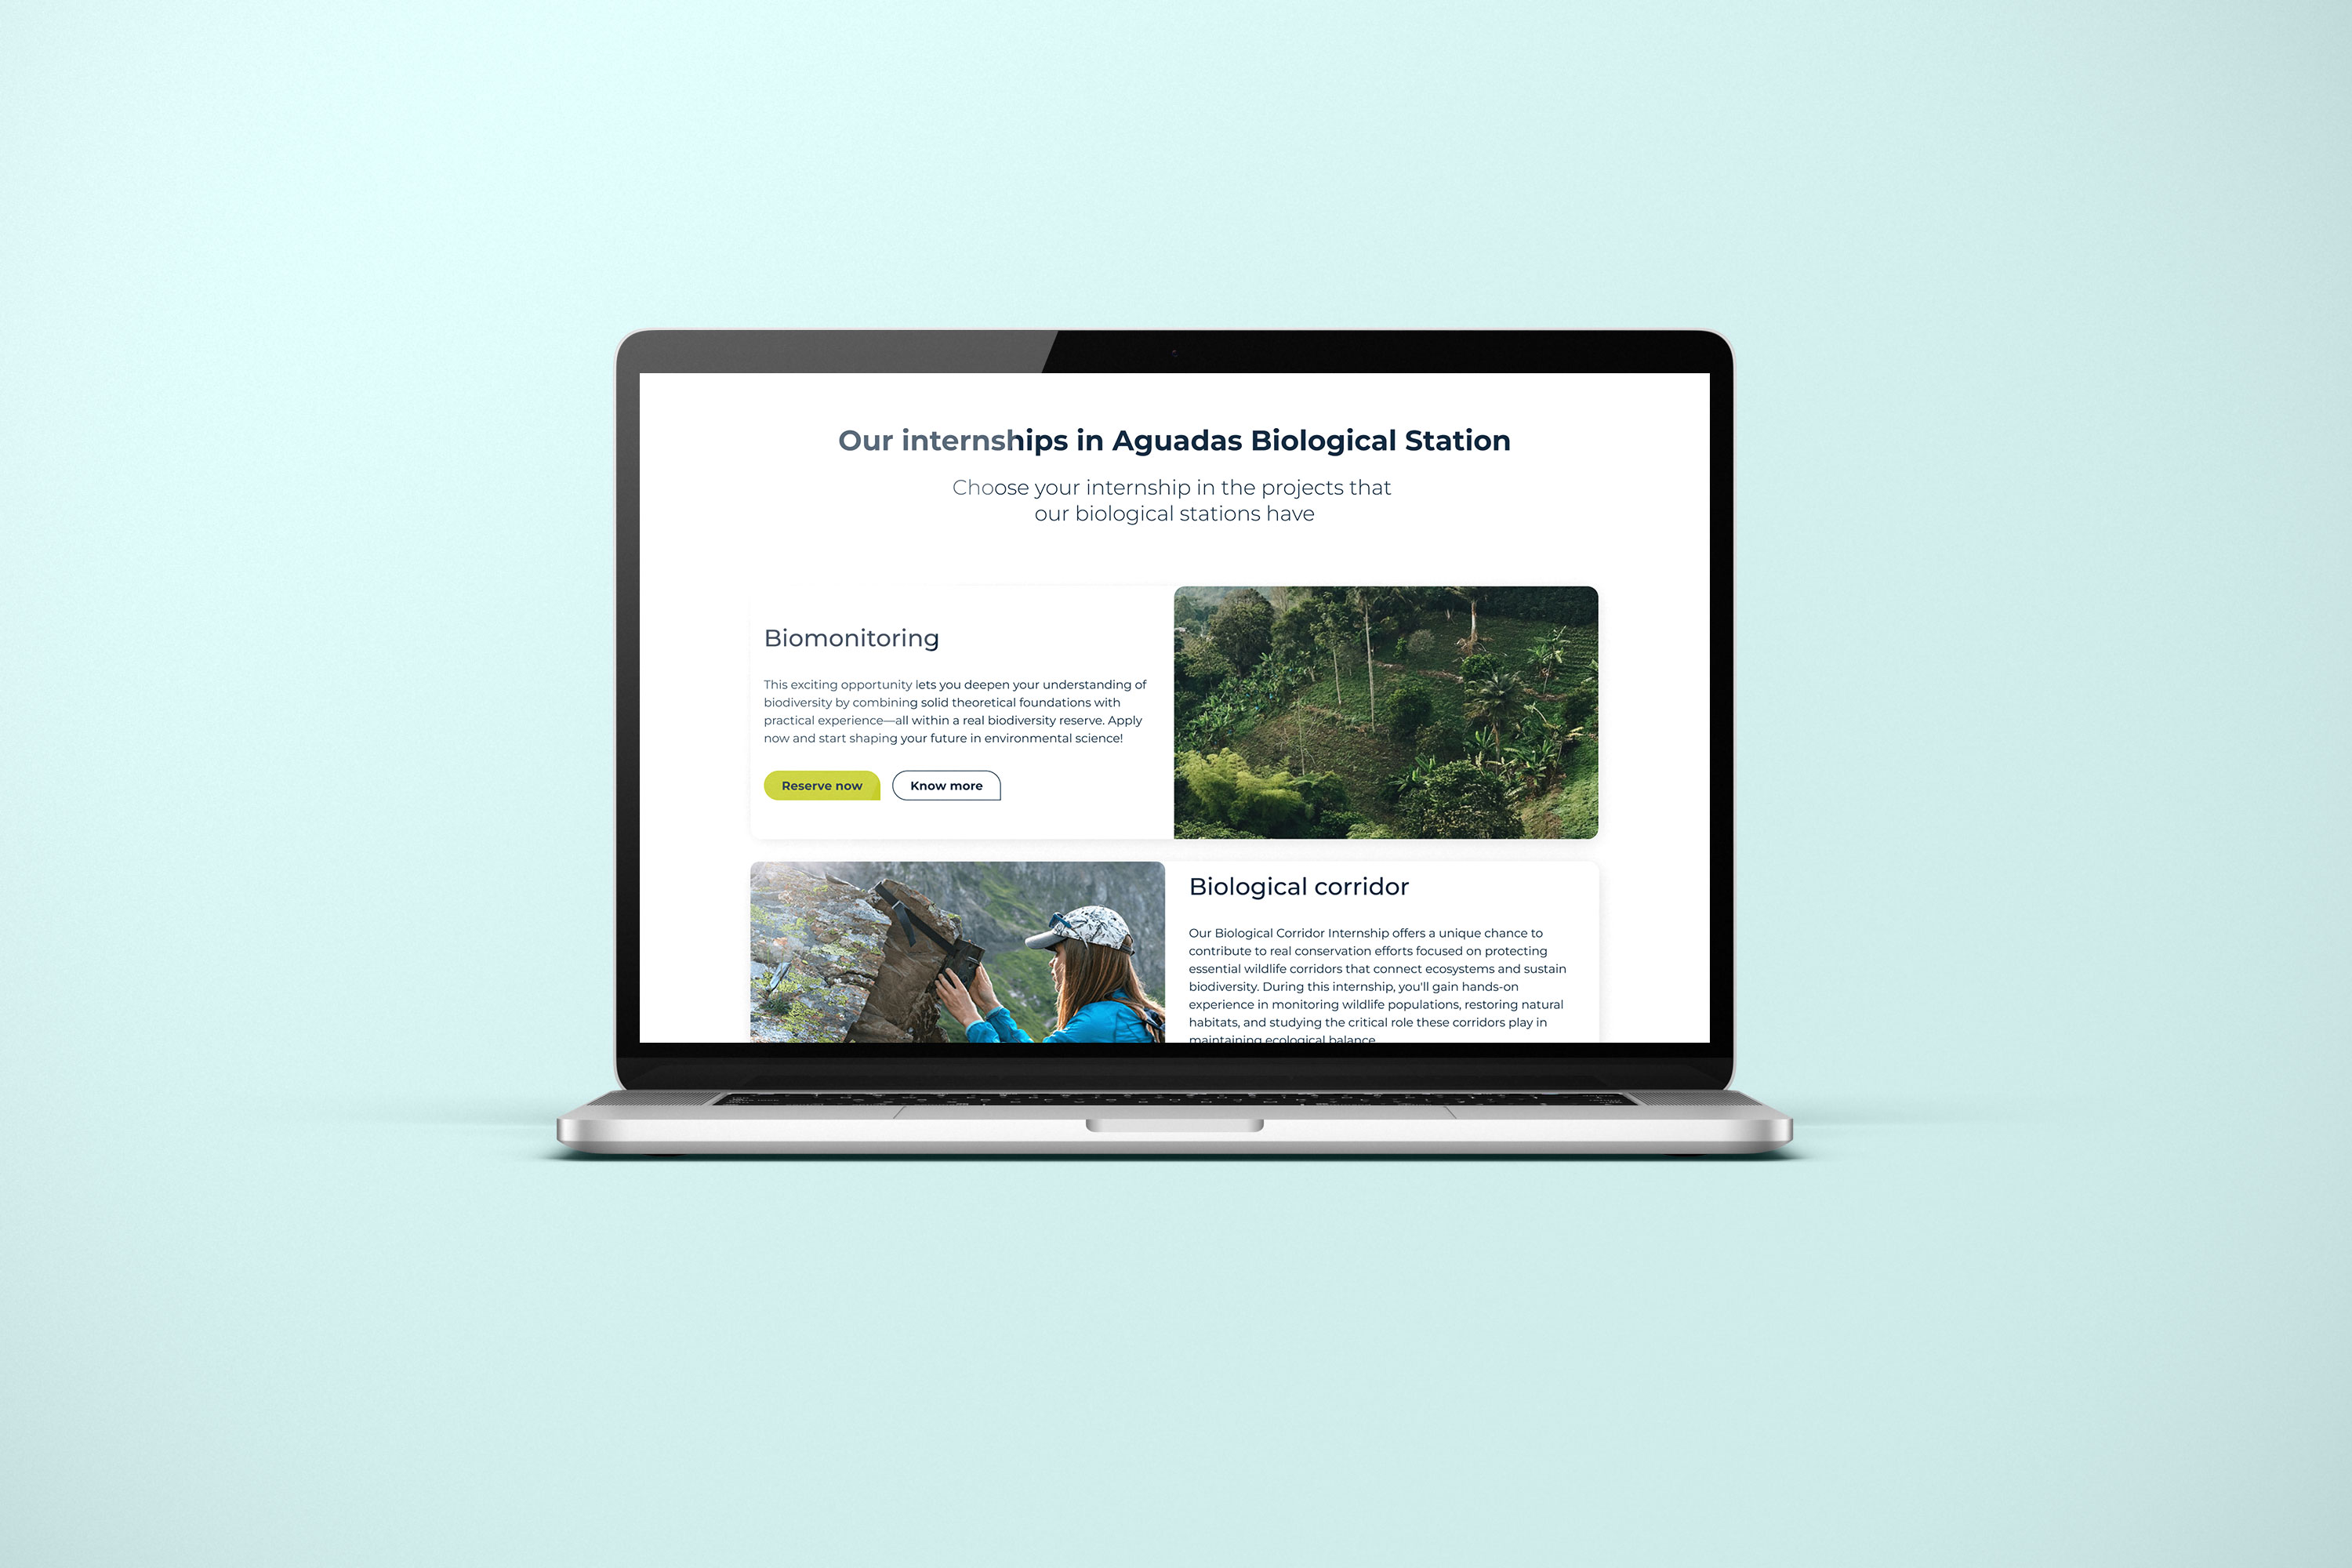 Our internships in Aguadas Biological Station
Choose your internship in the projects that
our biological stations have
Biomonitoring
This exciting opportunity lets you deepen your understanding of
biodiversity by combining solid theoretical foundations with
practical experience—all within a real biodiversity reserve. Apply
now and start shaping your future in environmental science!
Reserve now
Know more
Biological corridor
Our Biological Corridor Internship offers a unique chance to
contribute to real conservation efforts focused on protecting
essential wildlife corridors that connect ecosystems and sustain
biodiversity. During this internship, you'll gain hands-on
experience in monitoring wildlife populations, restoring natural
habitats, and studying the critical role these corridors play in
maintaining ecological balance.